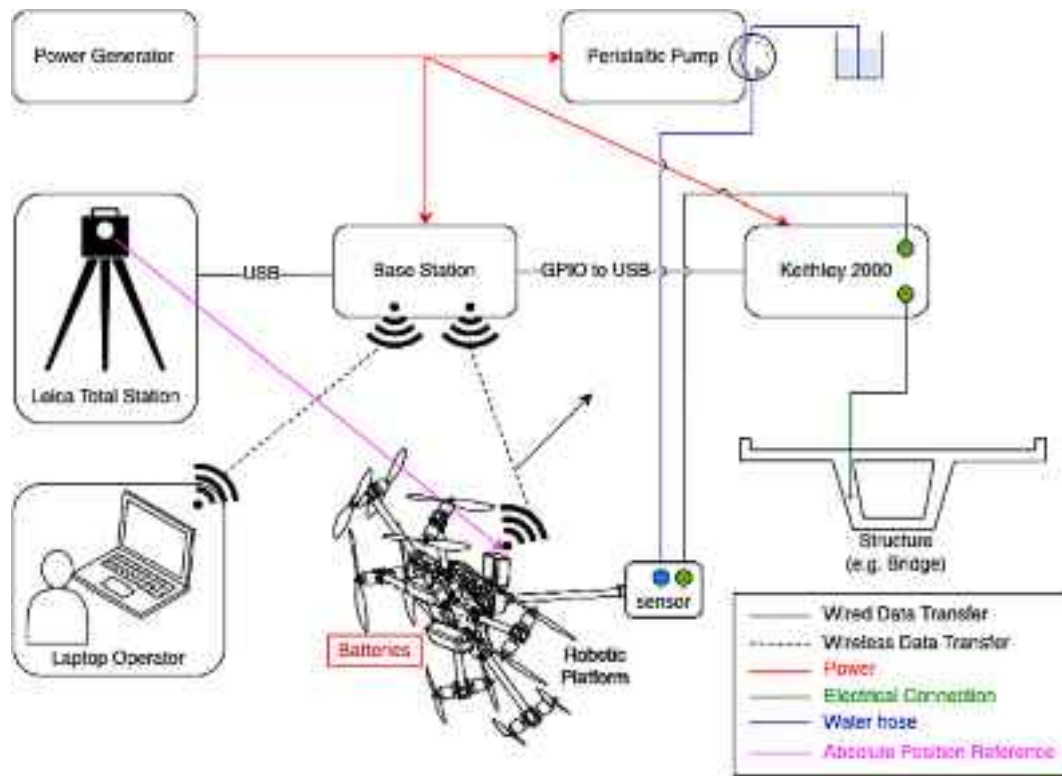 Power Generator
Peristaltic Pump
Base Station
Keithley 2000
USB
GPIO to USB
Leica Total Station
Structure
(e.g. Bridge)
sensor
Laptop Operator
Batteries
Robotic
Platform
Wired Data Transfer
Wireless Data Transfer
Power
Electrical Connection
Water hose
Absolute Position Reference